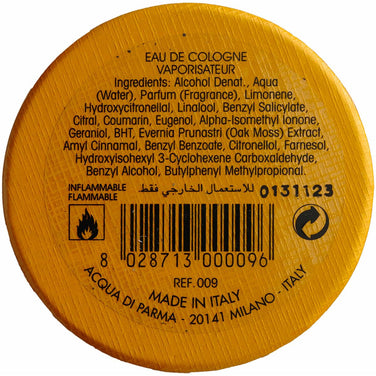 EAU DE COLOGNE
VAPORISATEUR
Ingredients: Alcohol Denat., Aqua
(Water), Parfum (Fragrance), Limonene,
Hydroxycitronellal, Linalool, Benzyl Salicylate,
Citral, Coumarin, Eugenol, Alpha-Isomethyl Ionone,
Geraniol, BHT, Evernia Prunastri (Oak Moss) Extract,
Amyl Cinnamal, Benzyl Benzoate, Citronellol, Farnesol,
Hydroxyisohexyl 3-Cyclohexene Carboxaldehyde,
Benzyl Alcohol, Butylphenyl Methylpropional.
INFLAMMABLE
FLAMMABLE
للاستعمال الخارجي فقط
0131123
8 028713 000096
REF. 009
MADE IN ITALY
ACQUA DI PARMA - 20141 MILANO - ITALY